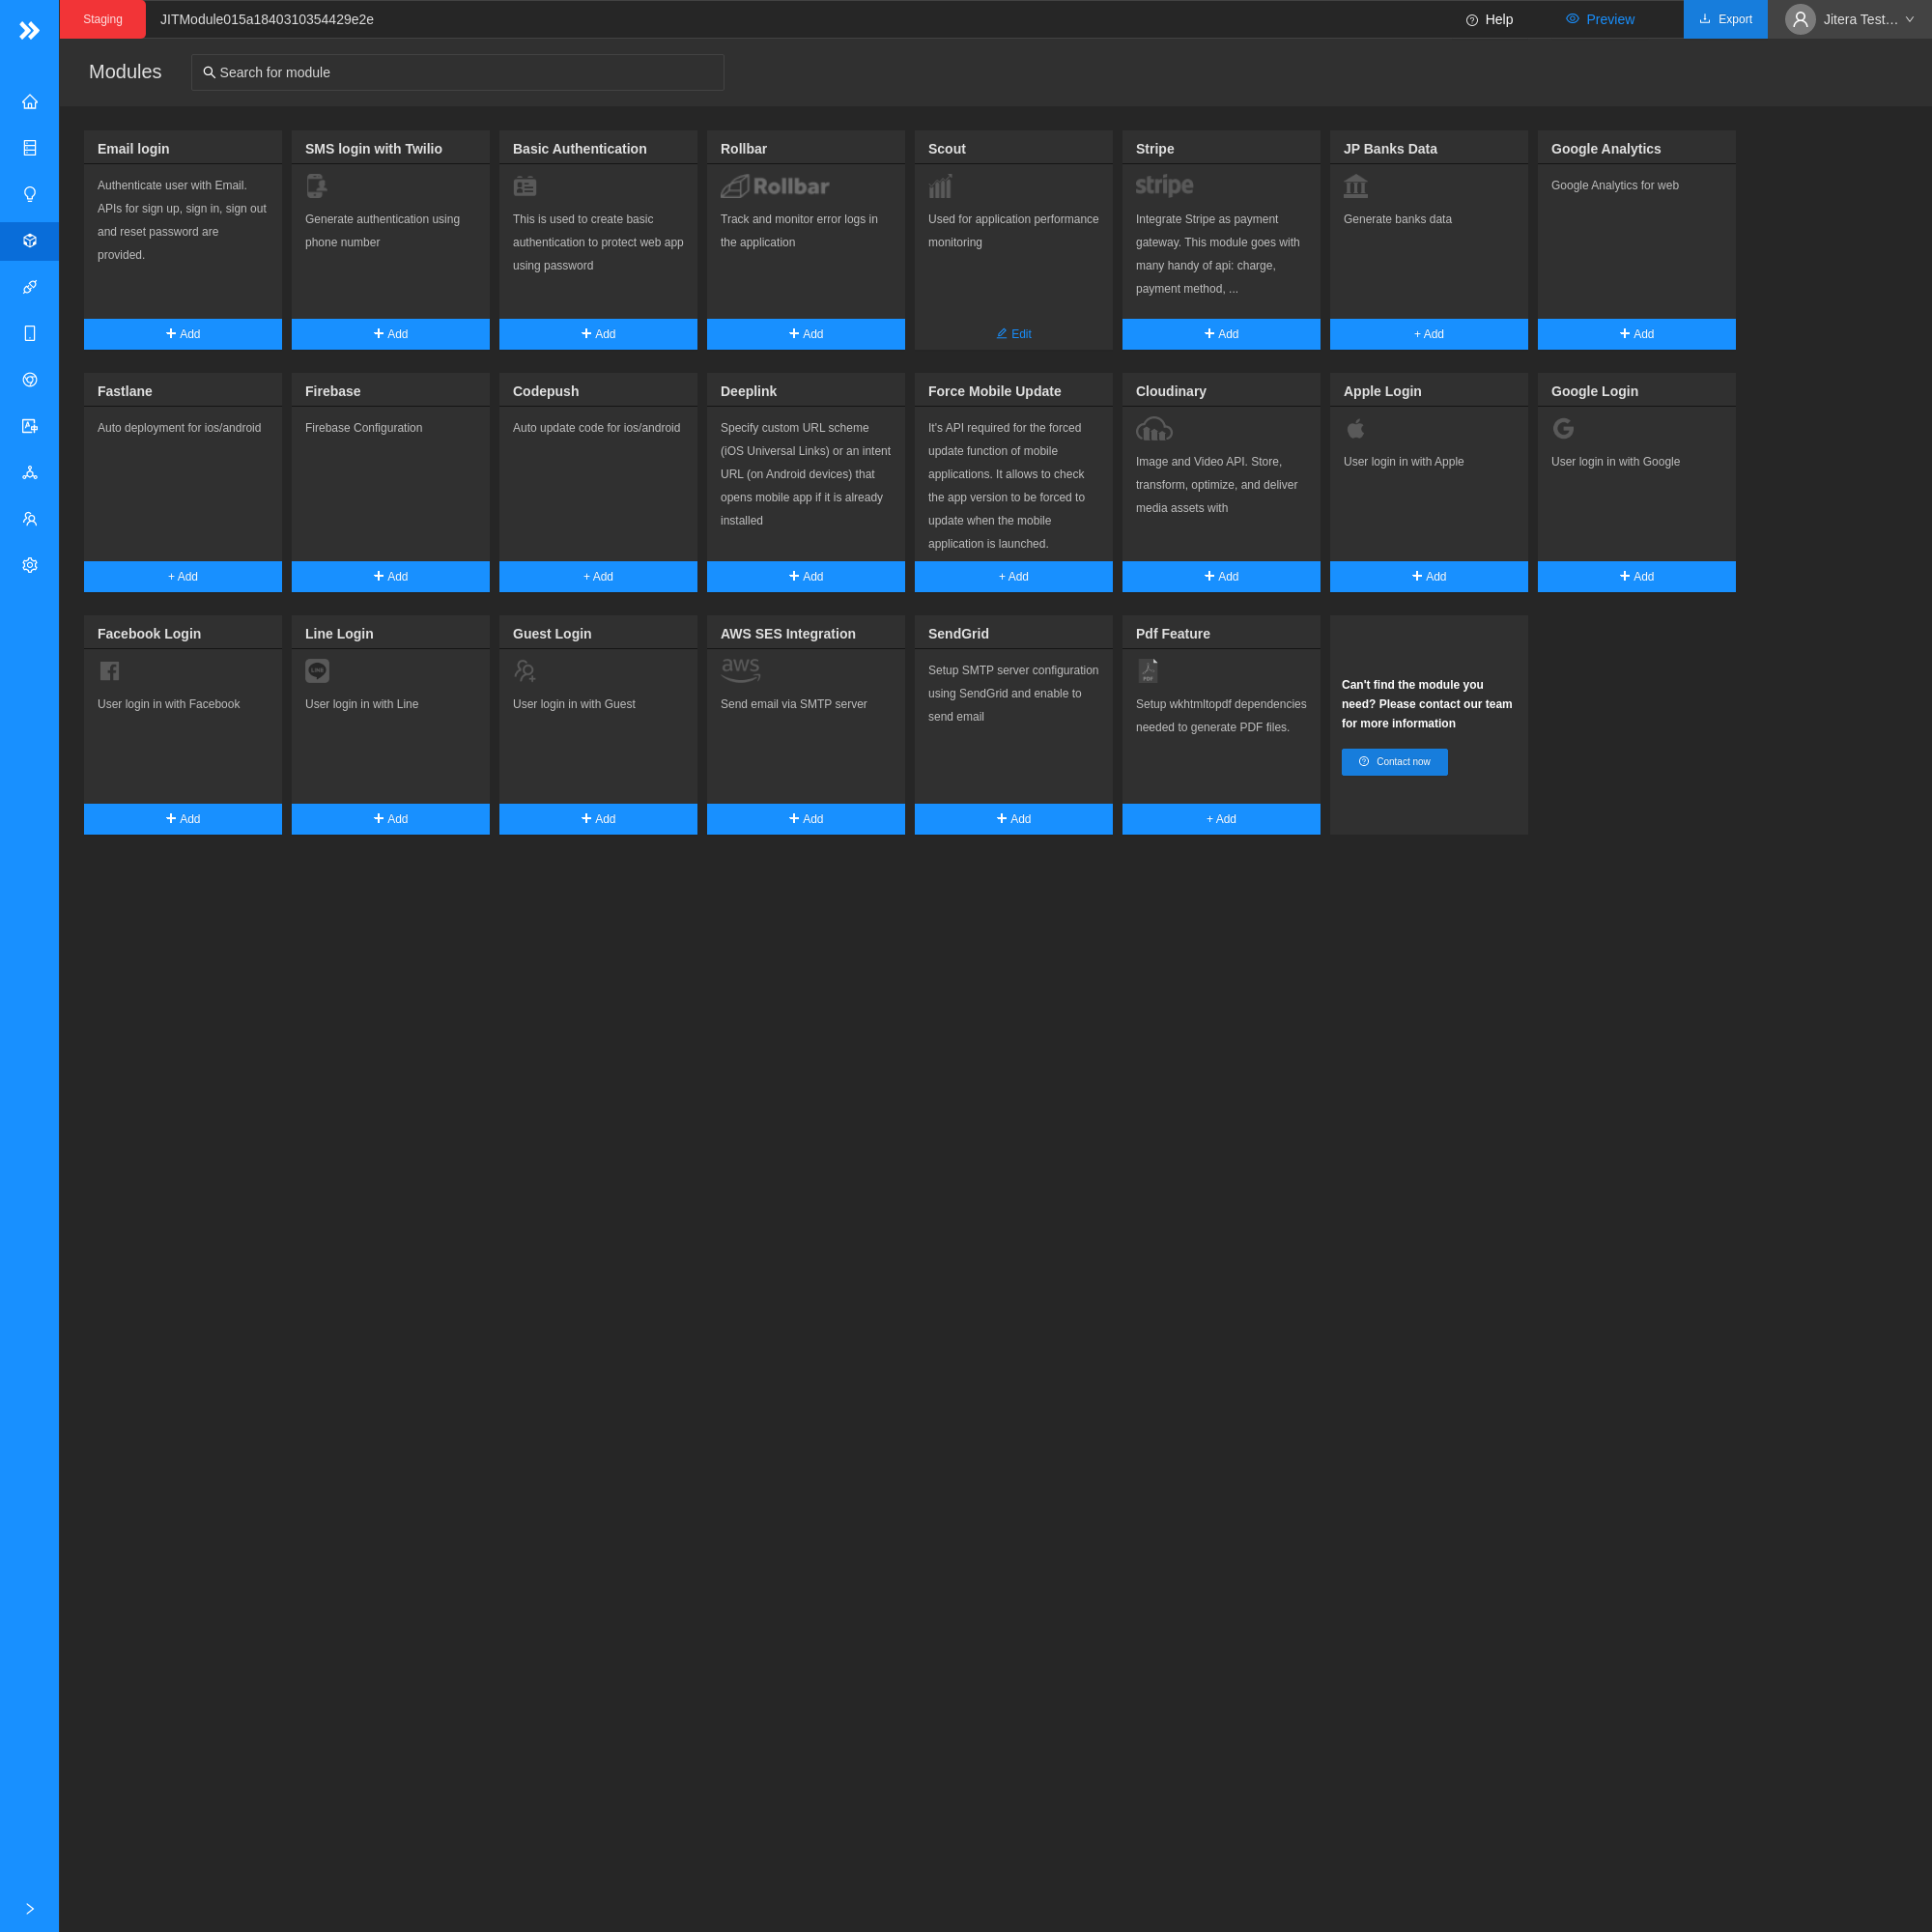 Staging
JITModule015a1840310354429e2e
Help
Preview
Export
Jitera Test…
Modules
Search for module
Email login
Authenticate user with Email.
APIs for sign up, sign in, sign out
and reset password are
provided.
Add
SMS login with Twilio
Generate authentication using
phone number
Add
Basic Authentication
This is used to create basic
authentication to protect web app
using password
Add
Rollbar
Rollbar
Track and monitor error logs in
the application
Add
Scout
Used for application performance
monitoring
Edit
Stripe
stripe
Integrate Stripe as payment
gateway. This module goes with
many handy of api: charge,
payment method, ...
Add
JP Banks Data
Generate banks data
+ Add
Google Analytics
Google Analytics for web
Add
Fastlane
Auto deployment for ios/android
+ Add
Firebase
Firebase Configuration
Add
Codepush
Auto update code for ios/android
+ Add
Deeplink
Specify custom URL scheme
(iOS Universal Links) or an intent
URL (on Android devices) that
opens mobile app if it is already
installed
Add
Force Mobile Update
It's API required for the forced
update function of mobile
applications. It allows to check
the app version to be forced to
update when the mobile
application is launched.
+ Add
Cloudinary
Image and Video API. Store,
transform, optimize, and deliver
media assets with
Add
Apple Login
User login in with Apple
Add
Google Login
User login in with Google
Add
Facebook Login
User login in with Facebook
Add
Line Login
LINE
User login in with Line
Add
Guest Login
User login in with Guest
Add
AWS SES Integration
aws
Send email via SMTP server
Add
SendGrid
Setup SMTP server configuration
using SendGrid and enable to
send email
Add
Pdf Feature
PDF
Setup wkhtmltopdf dependencies
needed to generate PDF files.
+ Add
Can't find the module you
need? Please contact our team
for more information
Contact now